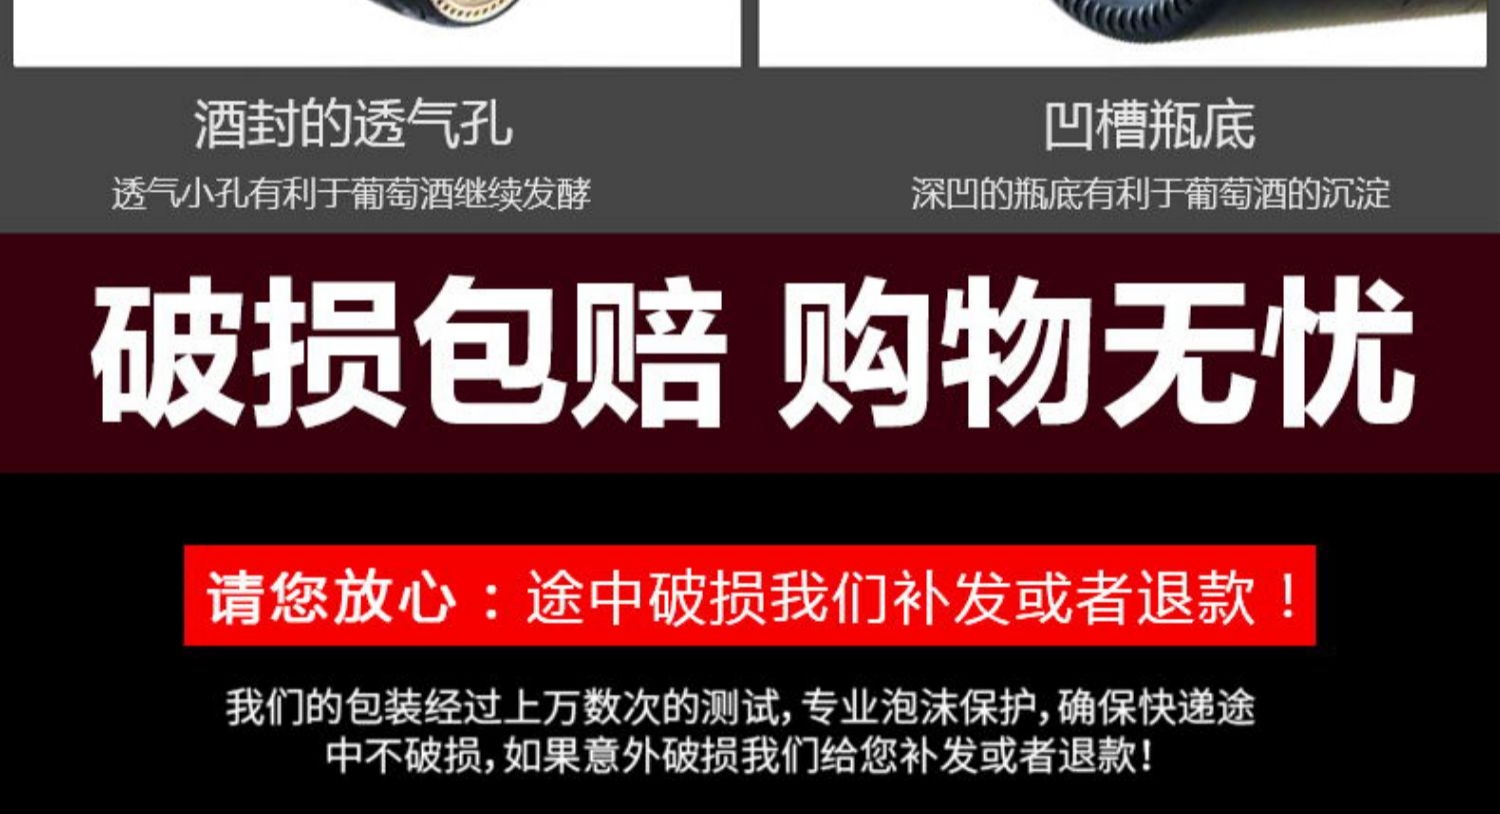 酒封的透气孔
透气小孔有利于葡萄酒继续发酵
凹槽瓶底
深凹的瓶底有利于葡萄酒的沉淀
破损包赔 购物无忧
请您放心：途中破损我们补发或者退款！
我们的包装经过上万数次的测试,专业泡沫保护,确保快递途
中不破损,如果意外破损我们给您补发或者退款!